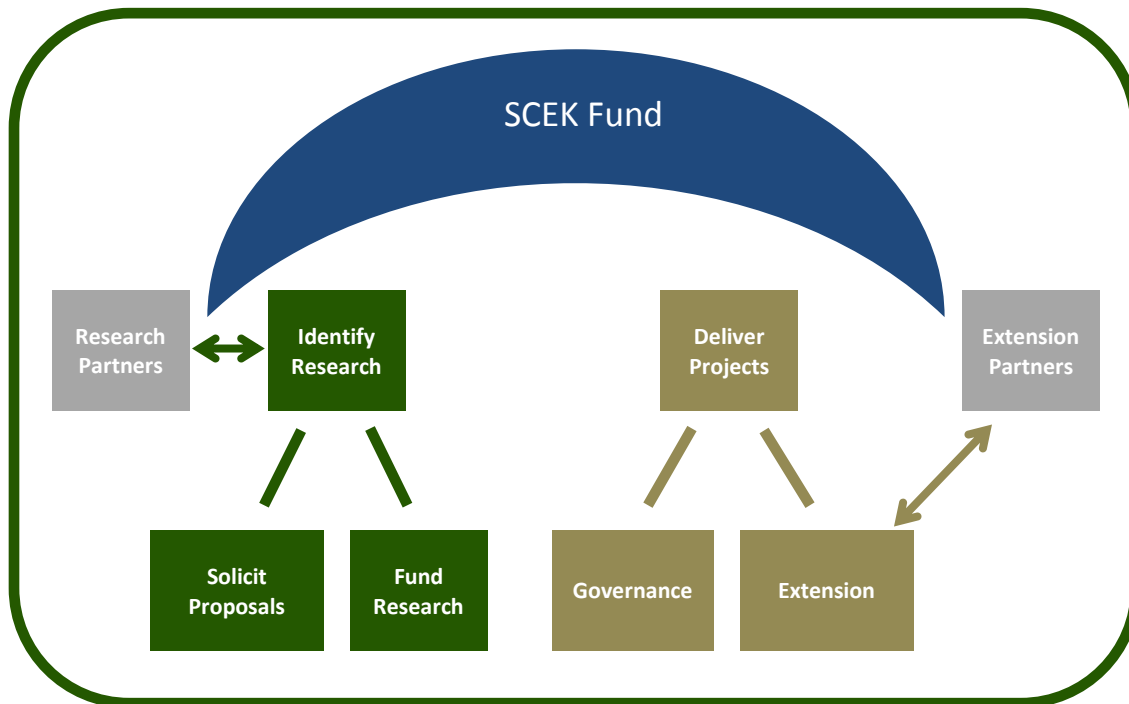 SCEK Fund
Research
Partners
Identify
Research
Deliver
Projects
Extension
Partners
Solicit
Proposals
Fund
Research
Governance
Extension